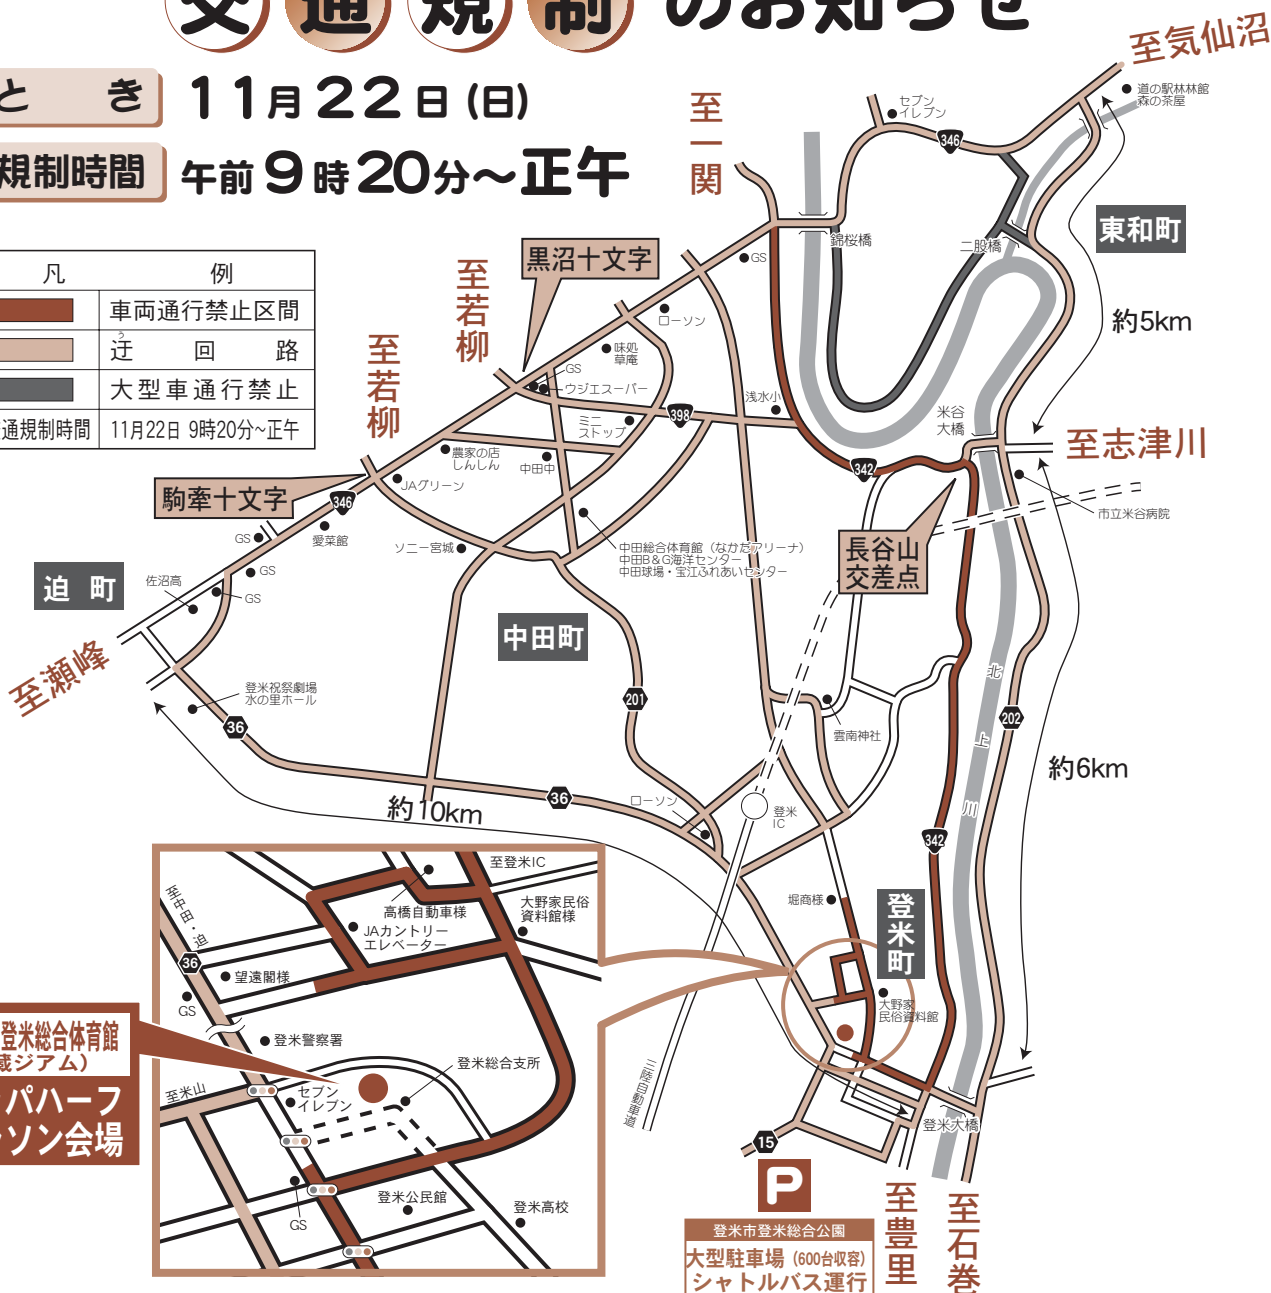 交通規制のお知らせ
とき
11月22日(日)
規制時間
午前9時20分～正午
凡例
車両通行禁止区間
う
迂回路
大型車通行禁止
通規制時間
11月22日 9時20分~正午
至気仙沼
道の駅林林館
森の茶屋
セブン
イレブン
346
至一関
東和町
錦桜橋
二股橋
GS
黒沼十文字
至若柳
ローソン
約5km
至若柳
味処
草庵
GS
ウジエスーパー
浅水小
398
ミニ
ストップ
米谷
大橋
至志津川
農家の店
しんしん
中田中
342
JAグリーン
駒牽十文字
346
市立米谷病院
愛菜館
GS
ソニー宮城
中田総合体育館（なかだアリーナ）
中田B＆G海洋センター
中田球場・宝江ふれあいセンター
長谷山
交差点
迫町
佐沼高
GS
GS
中田町
至瀬峰
登米祝祭劇場
水の里ホール
36
201
雲南神社
北上川
202
約6km
36
約10km
ローソン
登米
IC
342
至登米IC
至中田・迫
高橋自動車様
大野家民俗
資料館様
JAカントリー
エレベーター
堀商様
登米町
36
望遠閣様
GS
大野家
民俗資料館
登米総合体育館
蔵ジアム）
パハーフ
ソン会場
登米警察署
登米総合支所
至米山
セブン
イレブン
三陸自動車道
登米大橋
15
P
GS
登米公民館
登米高校
登米市登米総合公園
大型駐車場（600台収容）
シャトルバス運行
至豊里
至石巻